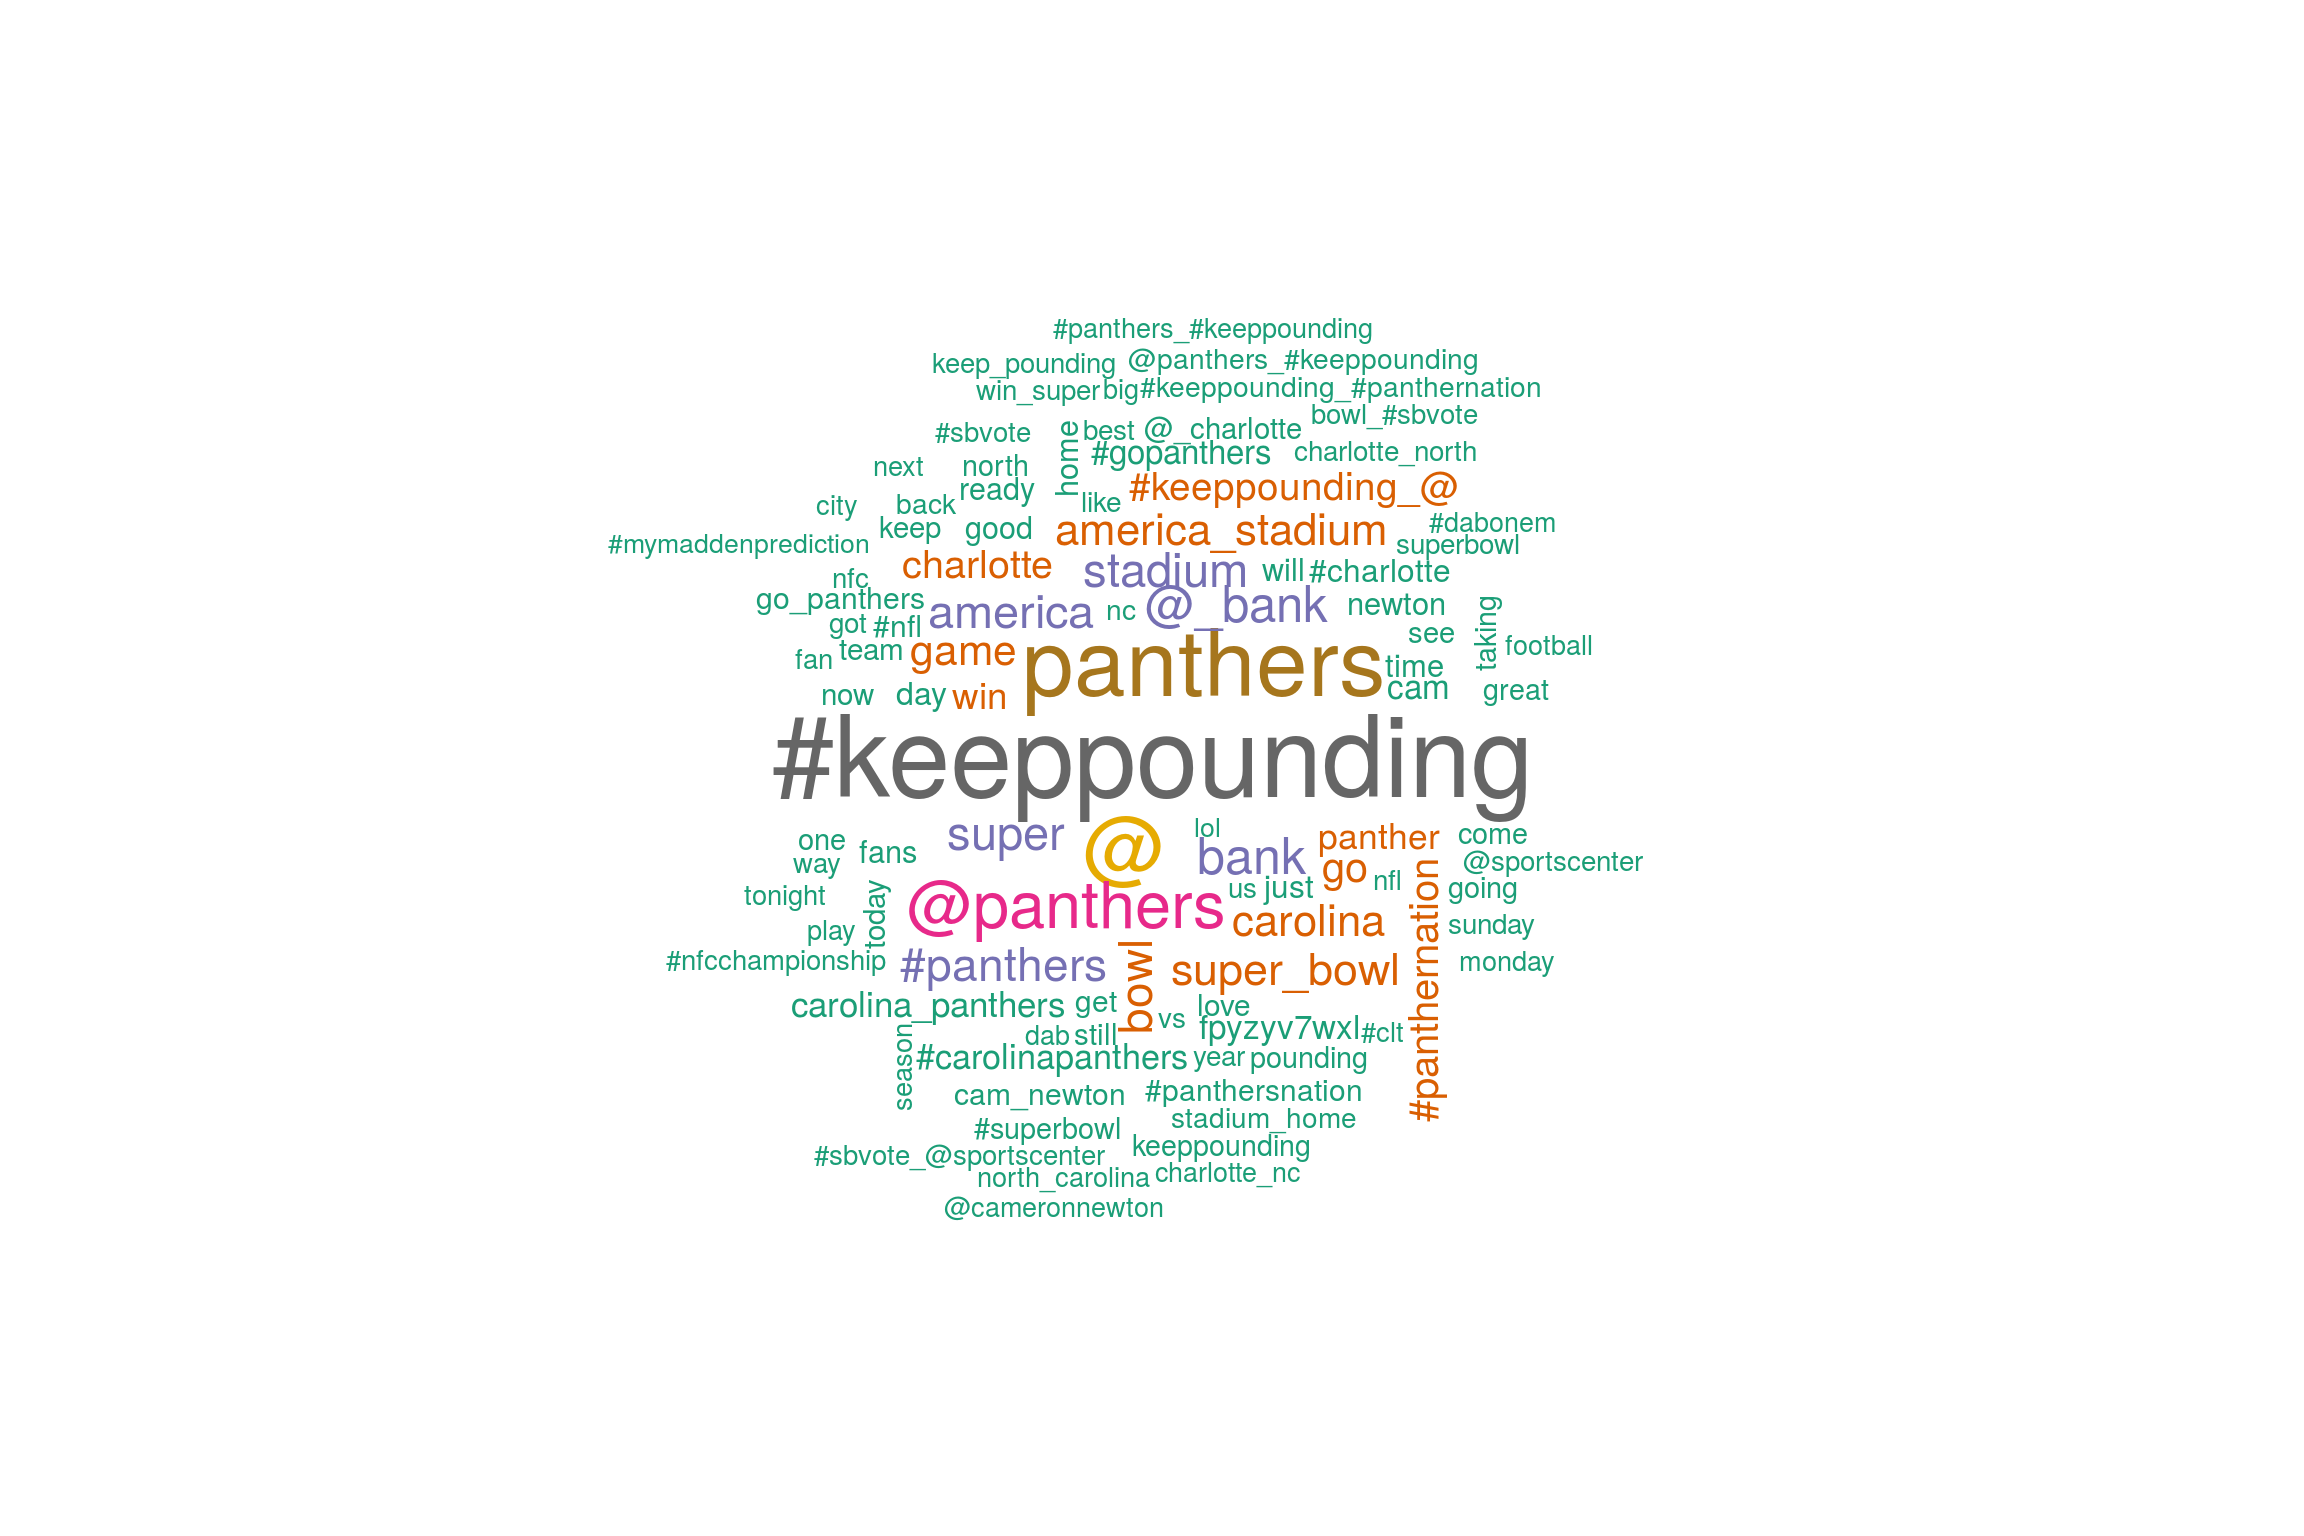 #panthers_#keeppounding
keep_pounding @panthers_#keeppounding
win_super big #keeppounding_#panthernation
bowl_#sbvote
#sbvote home best @_charlotte
#gopanthers charlotte_north
next north
ready #keeppounding_@
city back like
keep good america_stadium #dabonem
#mymaddenprediction superbowl
charlotte stadium will #charlotte
nfc
go_panthers america nc @_bank newton taking
got #nfl see
fan team game panthers time football
now day win cam great
#keeppounding
one fans super @ lol bank panther come
way go @sportscenter
tonight today @panthers us just nfl #panthernation going
play carolina sunday
#nfcchampionship #panthers bowl super_bowl monday
carolina_panthers get love
season dab still vs fpyzyv7wxl #clt
#carolinapanthers year pounding
cam_newton #panthersnation
#superbowl stadium_home
#sbvote_@sportscenter keeppounding
north_carolina charlotte_nc
@cameronnewton